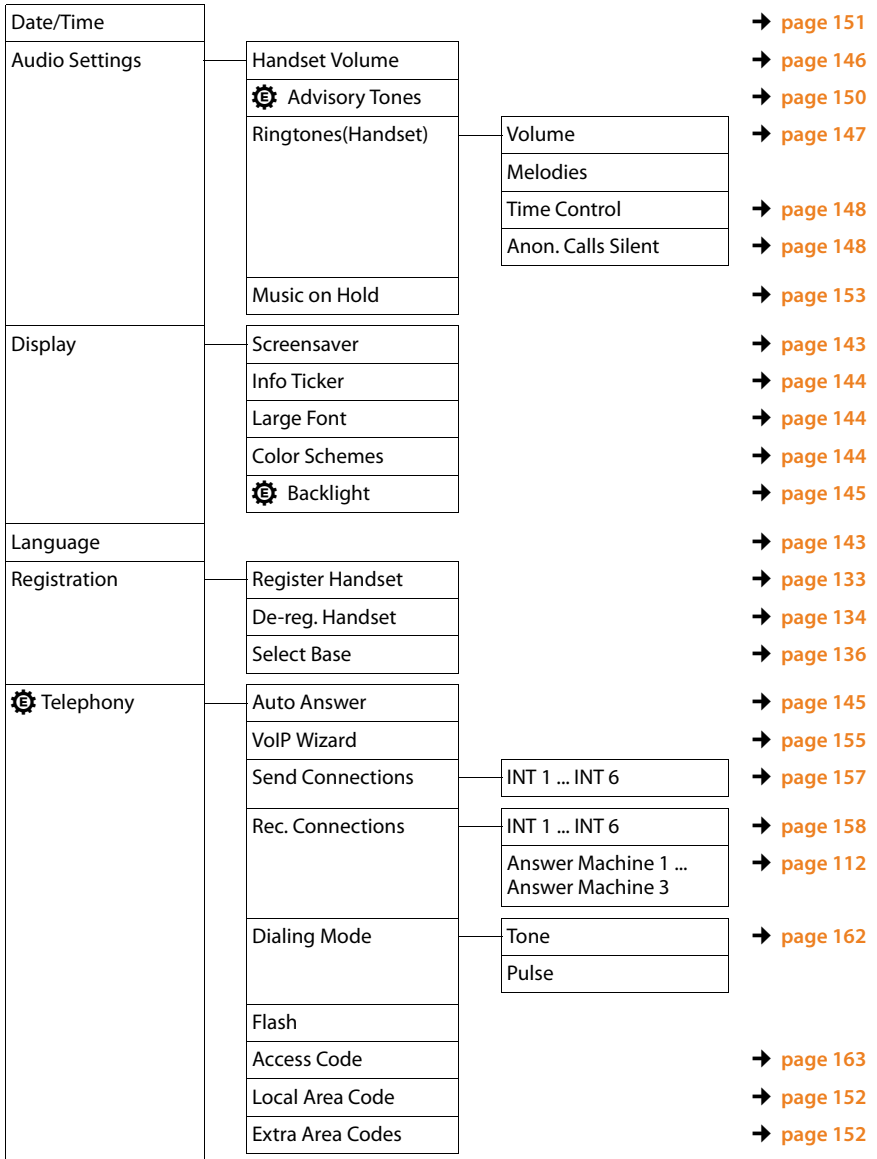 Date/Time → page 151
Audio Settings Handset Volume → page 146
E Advisory Tones → page 150
Ringtones(Handset) Volume → page 147
Melodies
Time Control → page 148
Anon. Calls Silent → page 148
Music on Hold → page 153
Display Screensaver → page 143
Info Ticker → page 144
Large Font → page 144
Color Schemes → page 144
E Backlight → page 145
Language → page 143
Registration Register Handset → page 133
De-reg. Handset → page 134
Select Base → page 136
E Telephony Auto Answer → page 145
VoIP Wizard → page 155
Send Connections INT 1 ... INT 6 → page 157
Rec. Connections INT 1 ... INT 6 → page 158
Answer Machine 1 ... → page 112
Answer Machine 3
Dialing Mode Tone → page 162
Pulse
Flash
Access Code → page 163
Local Area Code → page 152
Extra Area Codes → page 152